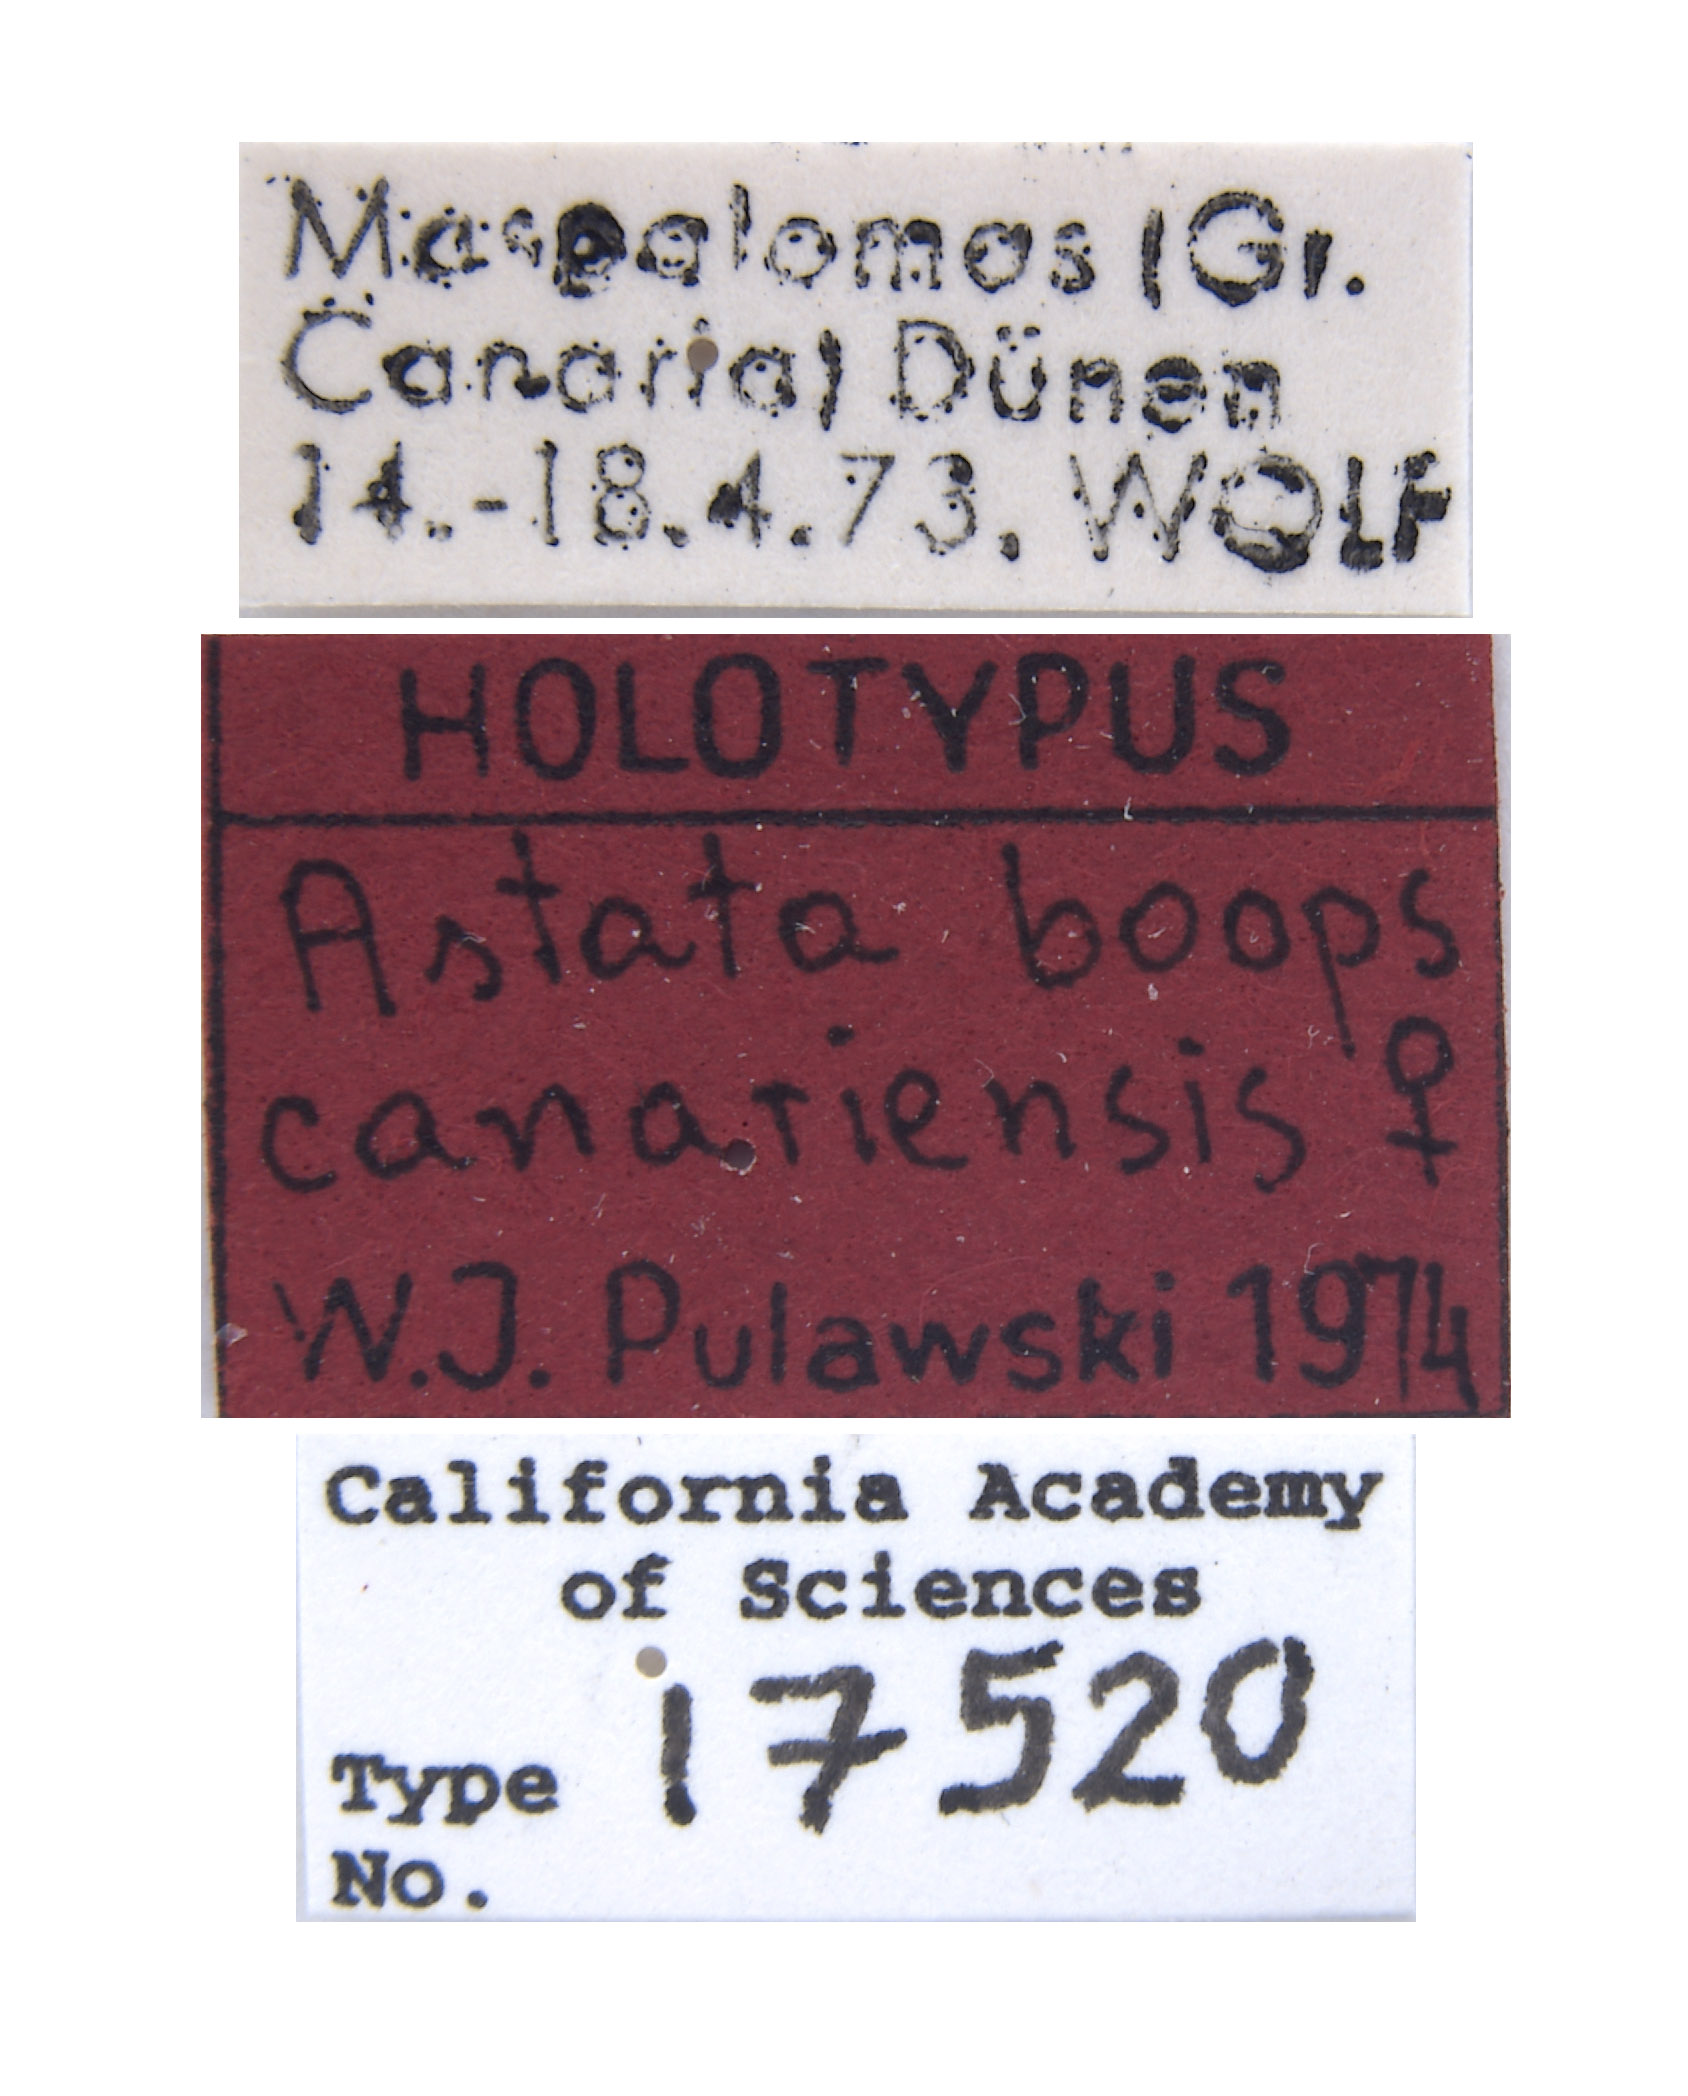 Maspalomas (Gr.
Canaria) Dünen
14.-18.4.73. WOLF
HOLOTYPUS
Astata boops
canariensis ♀
W.J. Pulawski 1974
California Academy
of Sciences
17520
Type
No.